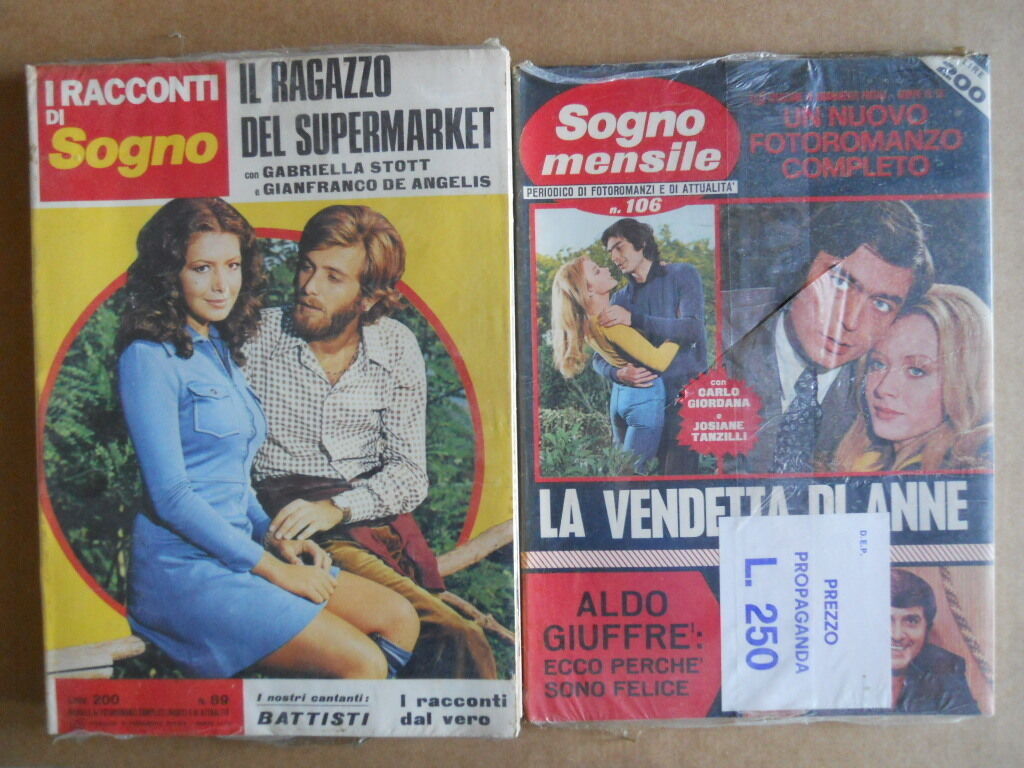 I RACCONTI
DI
Sogno
IL RAGAZZO
DEL SUPERMARKET
con GABRIELLA STOTT
e GIANFRANCO DE ANGELIS
LIRE 200
N. 89
I nostri cantanti:
BATTISTI
I racconti
dal vero
Sogno
mensile
PERIODICO DI FOTOROMANZI E DI ATTUALITA'
n. 106
LIRE
200
UN NUOVO
FOTOROMANZO
COMPLETO
con
CARLO
GIORDANA
e
JOSIANE
TANZILLI
LA VENDETTA DI ANNE
ALDO
GIUFFRE':
ECCO PERCHE'
SONO FELICE
D.E.P.
PREZZO
PROPAGANDA
L. 250